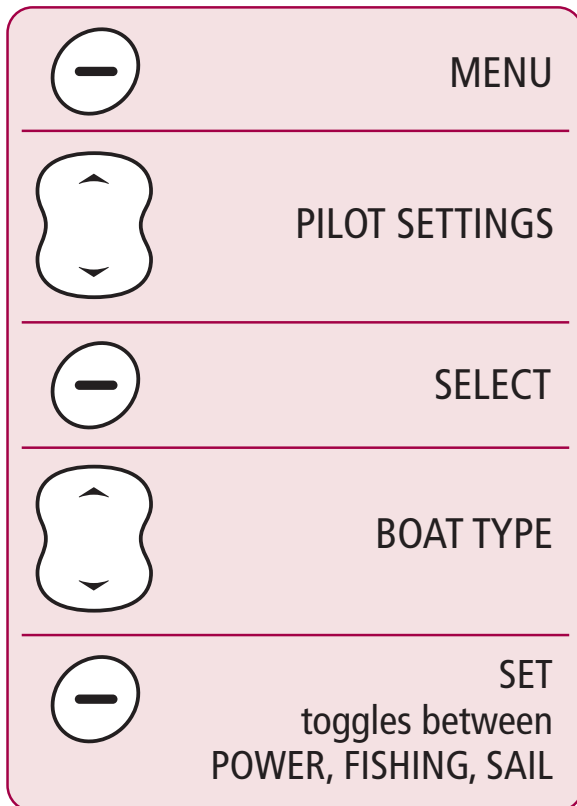 MENU
PILOT SETTINGS
SELECT
BOAT TYPE
SET
toggles between
POWER, FISHING, SAIL